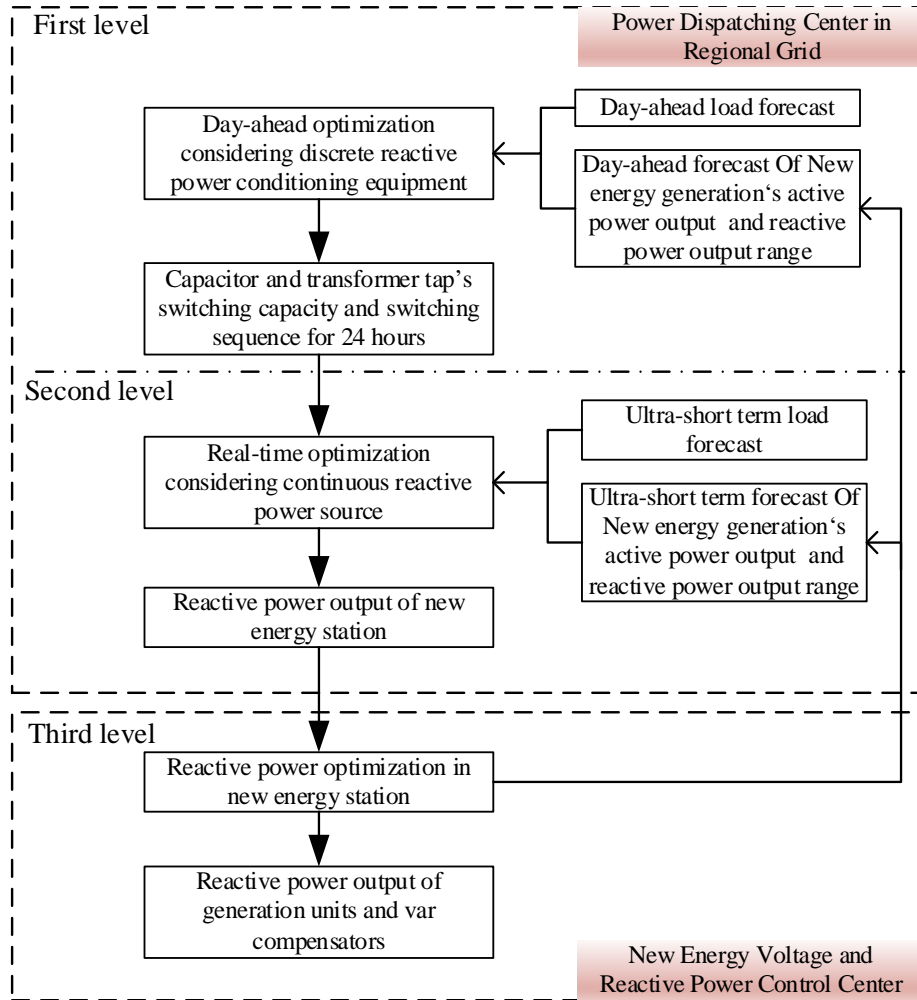 First level
Power Dispatching Center in
Regional Grid
Day-ahead load forecast
Day-ahead optimization
considering discrete reactive
power conditioning equipment
Day-ahead forecast Of New
energy generation‘s active
power output and reactive
power output range
Capacitor and transformer tap’s
switching capacity and switching
sequence for 24 hours
Second level
Ultra-short term load
forecast
Real-time optimization
considering continuous reactive
power source
Ultra-short term forecast Of
New energy generation‘s
active power output and
reactive power output range
Reactive power output of new
energy station
Third level
Reactive power optimization in
new energy station
Reactive power output of
generation units and var
compensators
New Energy Voltage and
Reactive Power Control Center